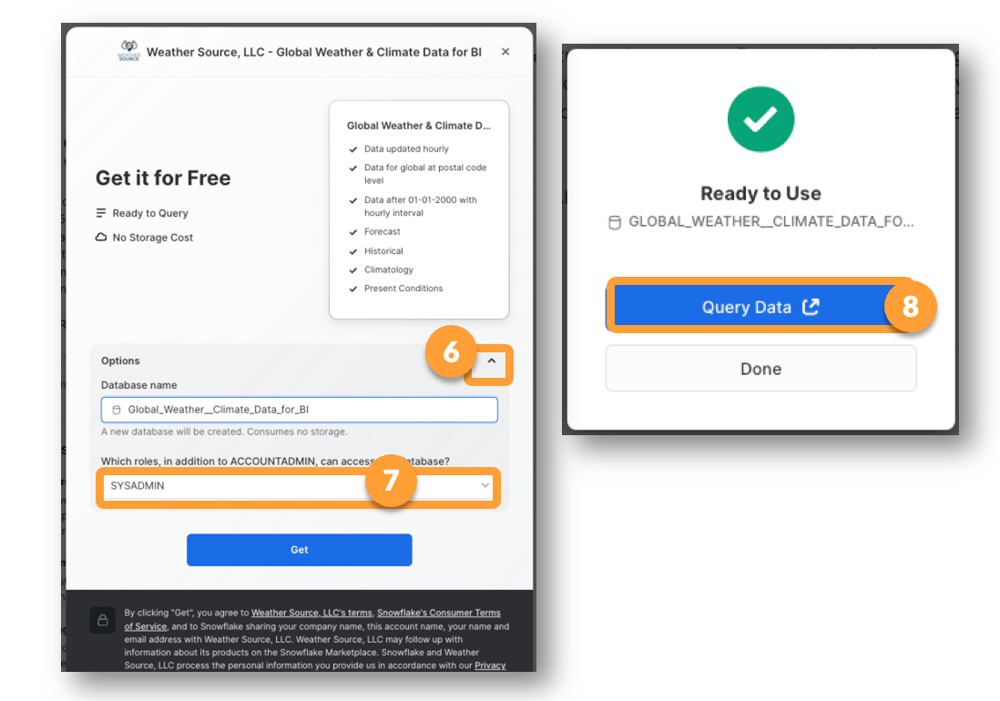 WEATHER
SOURCE
Weather Source, LLC - Global Weather & Climate Data for BI
Get it for Free
Ready to Query
No Storage Cost
Global Weather & Climate D...
Data updated hourly
Data for global at postal code
level
Data after 01-01-2000 with
hourly interval
Forecast
Historical
Climatology
Present Conditions
6
Options
Database name
Global_Weather__Climate_Data_for_BI
A new database will be created. Consumes no storage.
Which roles, in addition to ACCOUNTADMIN, can access tabase?
SYSADMIN
7
Get
By clicking "Get", you agree to Weather Source, LLC's terms, Snowflake's Consumer Terms
of Service, and to Snowflake sharing your company name, this account name, your name and
email address with Weather Source, LLC. Weather Source, LLC may follow up with
information about its products on the Snowflake Marketplace. Snowflake and Weather
Source, LLC process the personal information you provide us in accordance with our Privacy
Ready to Use
GLOBAL_WEATHER__CLIMATE_DATA_FO...
Query Data
8
Done